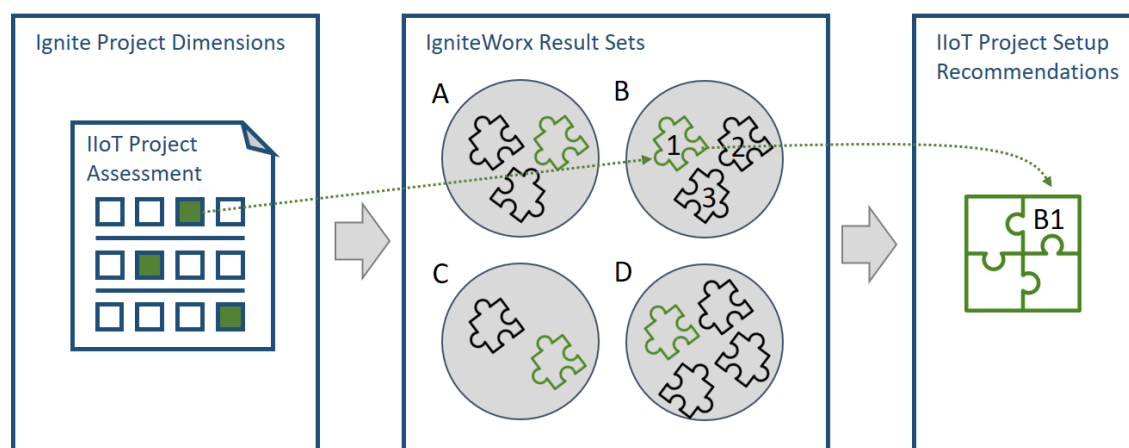 Ignite Project Dimensions
IIoT Project
Assessment
IgniteWorx Result Sets
A
B
1
2
3
C
D
IIoT Project Setup
Recommendations
B1